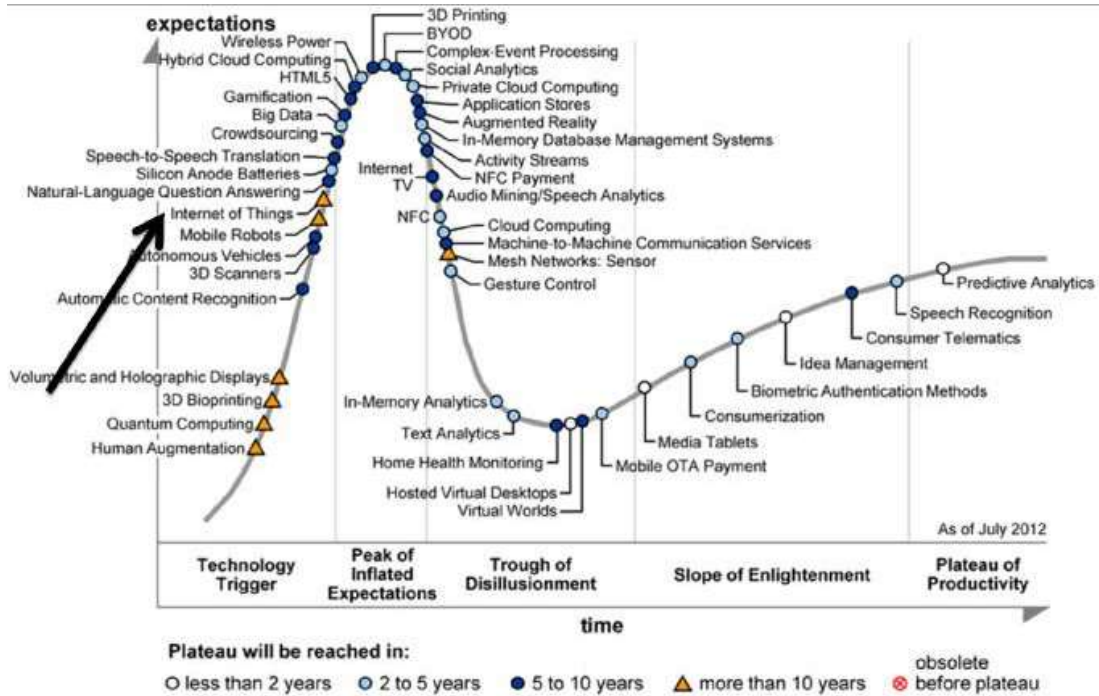 expectations
3D Printing
BYOD
Wireless Power
Complex-Event Processing
Hybrid Cloud Computing
Social Analytics
HTML5
Private Cloud Computing
Gamification
Application Stores
Big Data
Augmented Reality
Crowdsourcing
In-Memory Database Management Systems
Speech-to-Speech Translation
Activity Streams
Silicon Anode Batteries
Internet
TV
NFC Payment
Natural-Language Question Answering
Audio Mining/Speech Analytics
Internet of Things
NFC
Cloud Computing
Mobile Robots
Machine-to-Machine Communication Services
Autonomous Vehicles
Mesh Networks: Sensor
3D Scanners
Gesture Control
Automatic Content Recognition
Predictive Analytics
Speech Recognition
Consumer Telematics
Idea Management
Volumetric and Holographic Displays
Biometric Authentication Methods
3D Bioprinting
In-Memory Analytics
Consumerization
Quantum Computing
Text Analytics
Media Tablets
Human Augmentation
Home Health Monitoring
Mobile OTA Payment
Hosted Virtual Desktops
Virtual Worlds
As of July 2012
Technology
Trigger
Peak of
Inflated
Expectations
Trough of
Disillusionment
Slope of Enlightenment
Plateau of
Productivity
time
Plateau will be reached in:
less than 2 years
2 to 5 years
5 to 10 years
more than 10 years
obsolete
before plateau